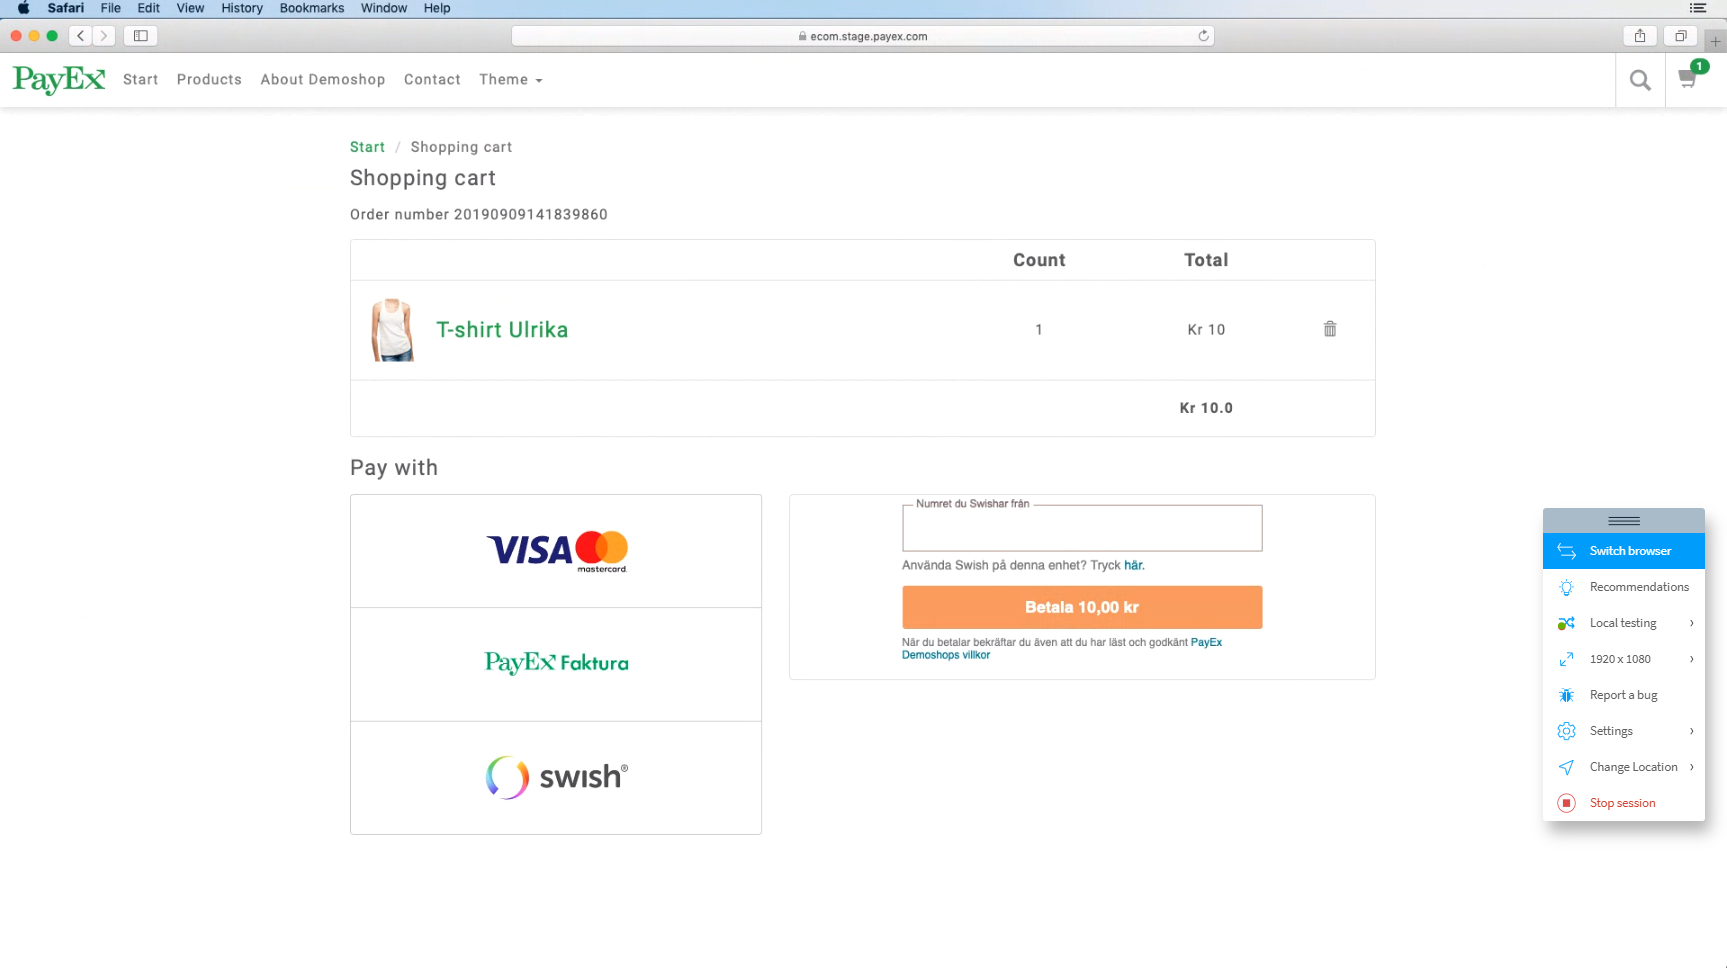 Safari File Edit View History Bookmarks Window Help
ecom.stage.payex.com
PayEx Start Products About Demoshop Contact Theme
1
Start / Shopping cart
Shopping cart
Order number 20190909141839860
Count Total
T-shirt Ulrika 1 Kr 10
Kr 10.0
Pay with
VISA mastercard.
PayEx Faktura
swish®
Numret du Swishar från
Använda Swish på denna enhet? Tryck här.
Betala 10,00 kr
När du betalar bekräftar du även att du har läst och godkänt PayEx
Demoshops villkor
Switch browser
Recommendations
Local testing
1920 x 1080
Report a bug
Settings
Change Location
Stop session